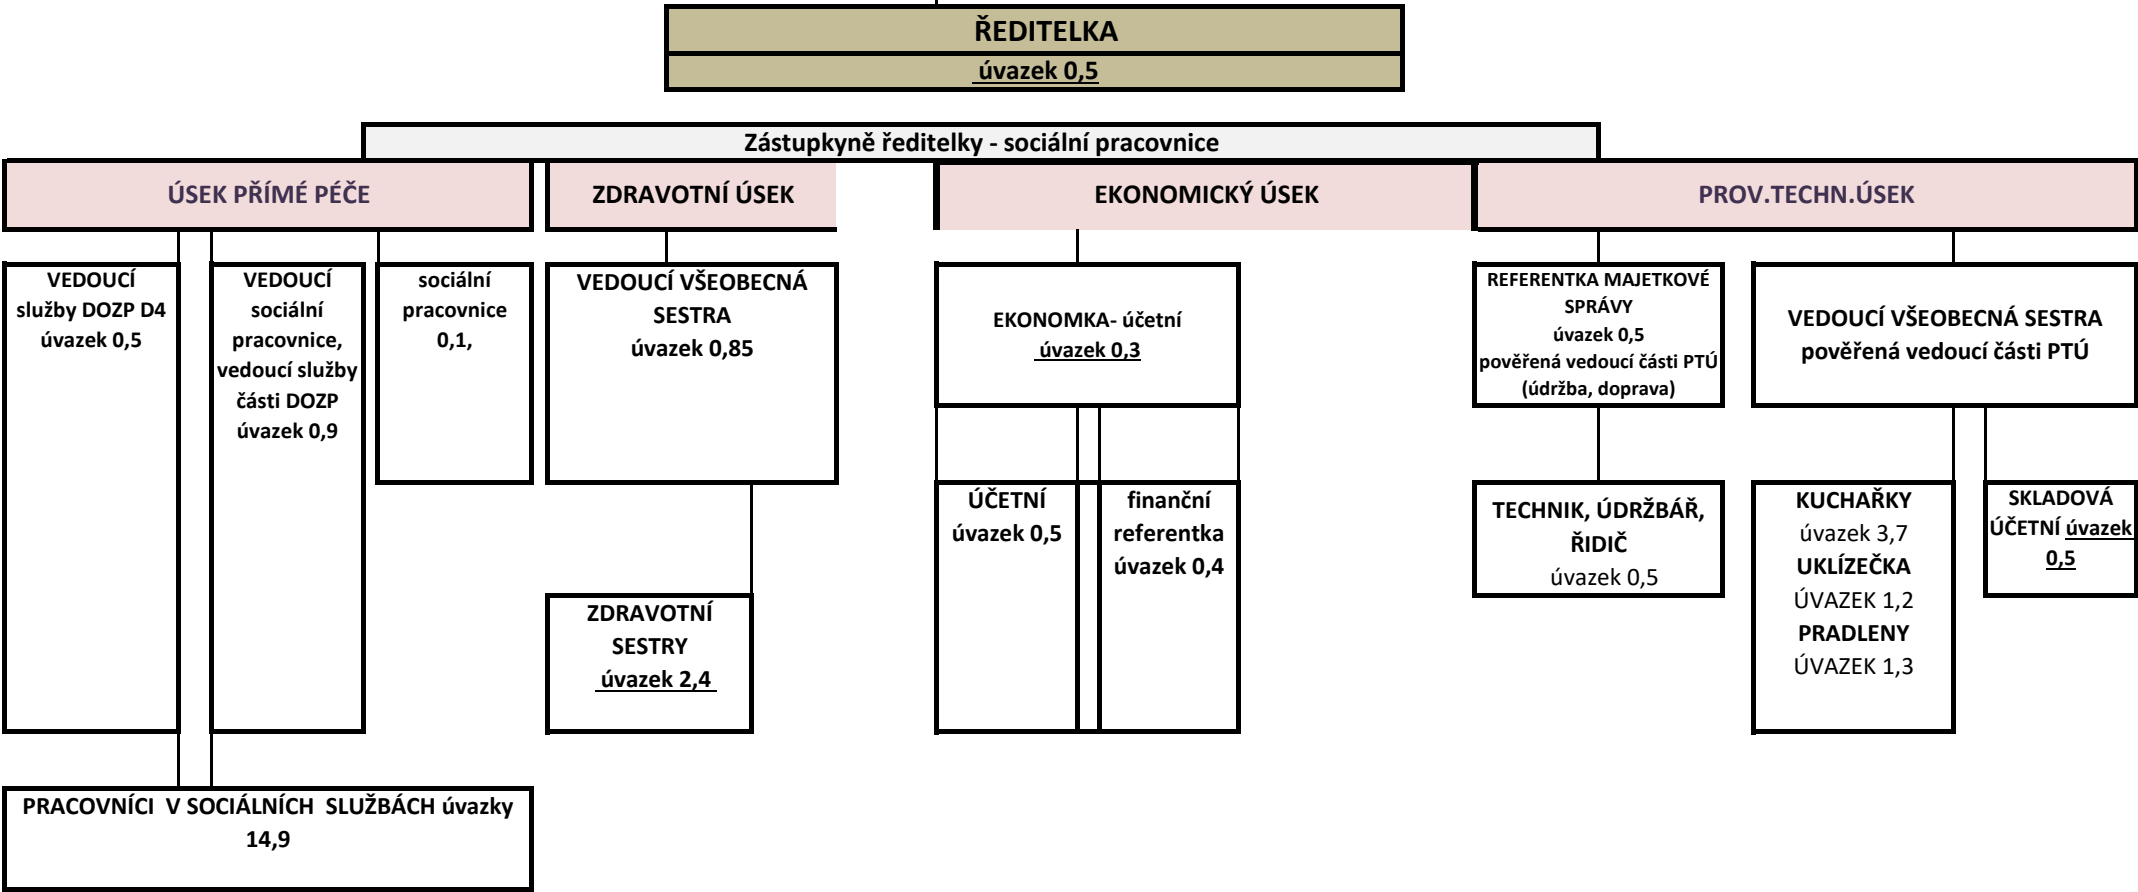 ŘEDITELKA
úvazek 0,5
Zástupkyně ředitelky - sociální pracovnice
ÚSEK PŘÍMÉ PÉČE
ZDRAVOTNÍ ÚSEK
EKONOMICKÝ ÚSEK
PROV.TECHN.ÚSEK
VEDOUCÍ
služby DOZP D4
úvazek 0,5
VEDOUCÍ
sociální
pracovnice,
vedoucí služby
části DOZP
úvazek 0,9
sociální
pracovnice
0,1,
VEDOUCÍ VŠEOBECNÁ
SESTRA
úvazek 0,85
EKONOMKA- účetní
úvazek 0,3
REFERENTKA MAJETKOVÉ
SPRÁVY
úvazek 0,5
pověřená vedoucí části PTÚ
(údržba, doprava)
VEDOUCÍ VŠEOBECNÁ SESTRA
pověřená vedoucí části PTÚ
ÚČETNÍ
úvazek 0,5
finanční
referentka
úvazek 0,4
TECHNIK, ÚDRŽBÁŘ,
ŘIDIČ
úvazek 0,5
KUCHAŘKY
úvazek 3,7
UKLÍZEČKA
ÚVAZEK 1,2
PRADLENY
ÚVAZEK 1,3
SKLADOVÁ
ÚČETNÍ úvazek
0,5
ZDRAVOTNÍ
SESTRY
úvazek 2,4
PRACOVNÍCI V SOCIÁLNÍCH SLUŽBÁCH úvazky
14,9